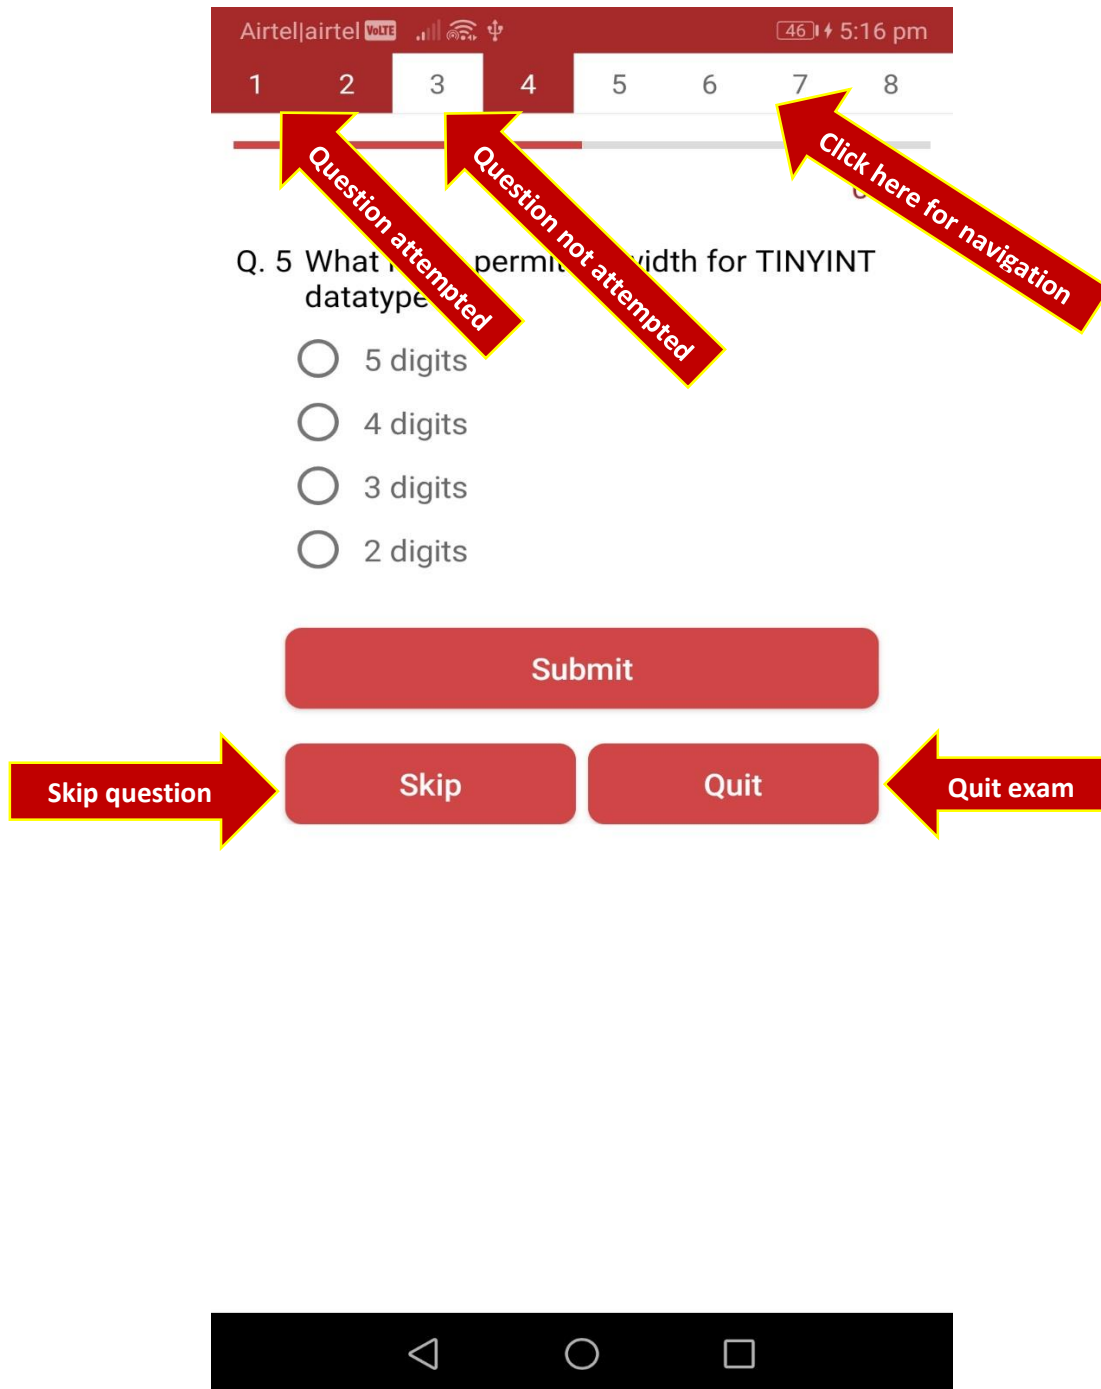 Airtel|airtel VoLTE 46 5:16 pm
1 2 3 4 5 6 7 8
Question attempted
Question not attempted
Click here for navigation
Q. 5 What permit width for TINYINT
datatype
5 digits
4 digits
3 digits
2 digits
Submit
Skip question
Skip
Quit
Quit exam